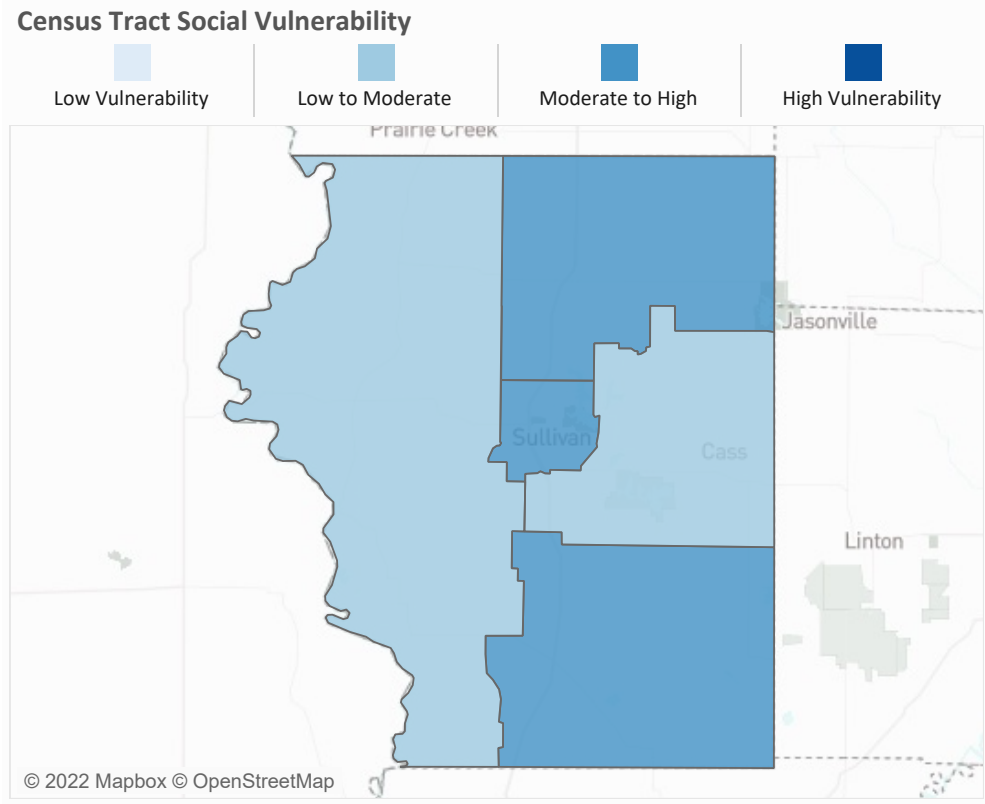 Census Tract Social Vulnerability
Low Vulnerability
Low to Moderate
Moderate to High
High Vulnerability
Prairie Creek
Jasonville
Sullivan
Cass
Linton
© 2022 Mapbox © OpenStreetMap